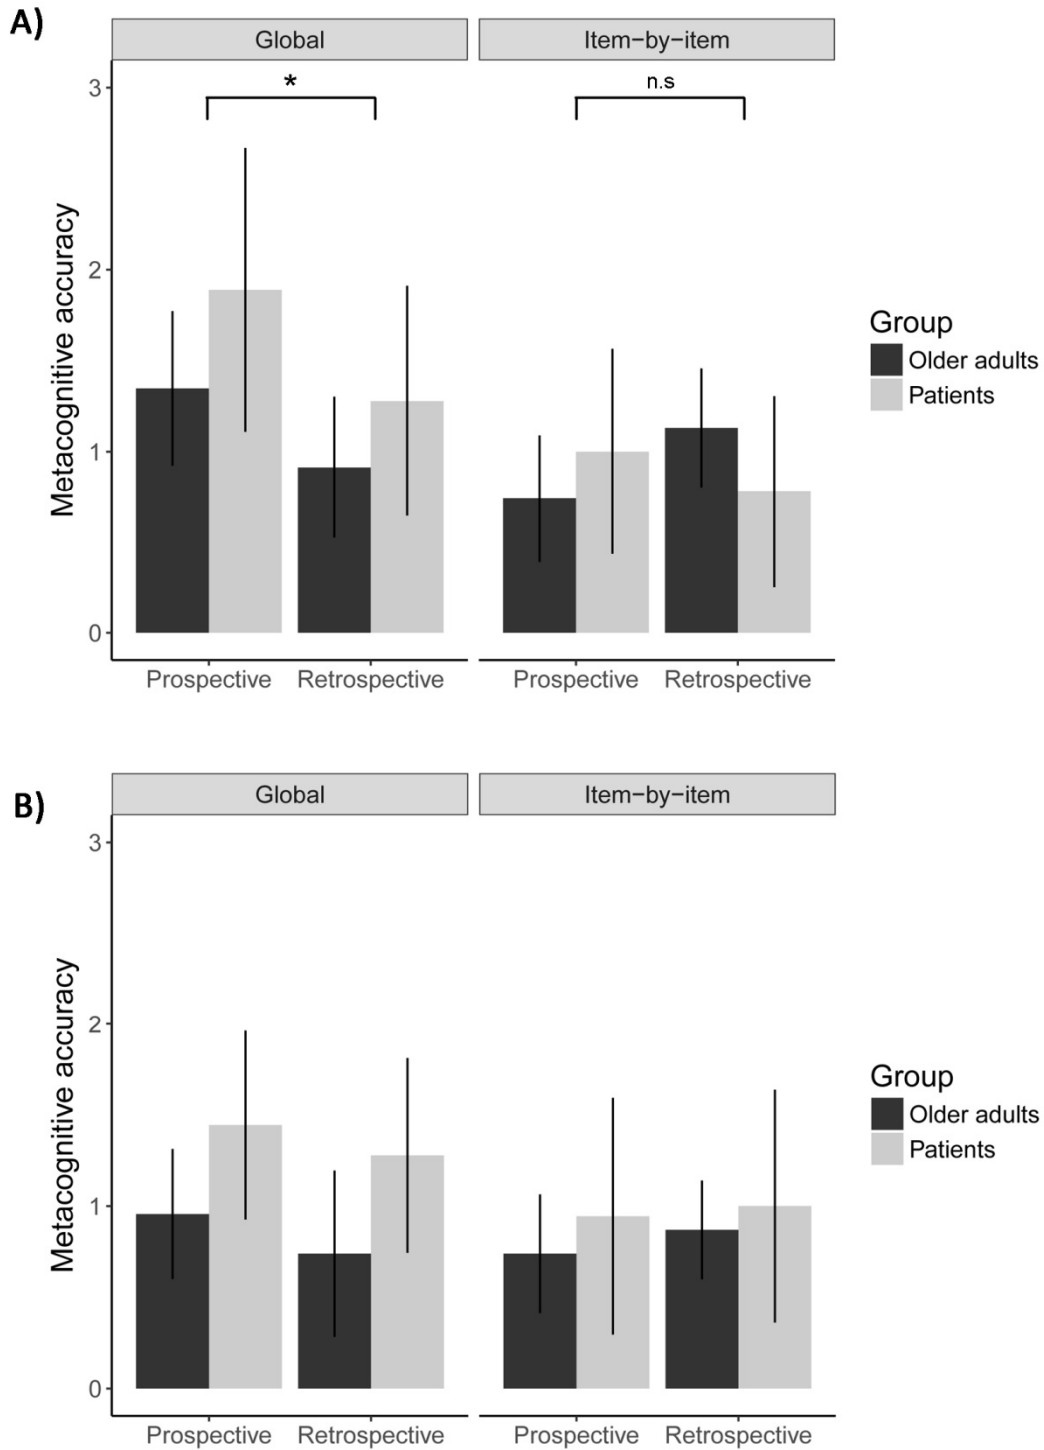 A)
Global
Item−by−item
*
n.s
3
2
1
0
Metacognitive accuracy
Prospective
Retrospective
Prospective
Retrospective
Group
Older adults
Patients
B)
Global
Item−by−item
3
2
1
0
Metacognitive accuracy
Prospective
Retrospective
Prospective
Retrospective
Group
Older adults
Patients